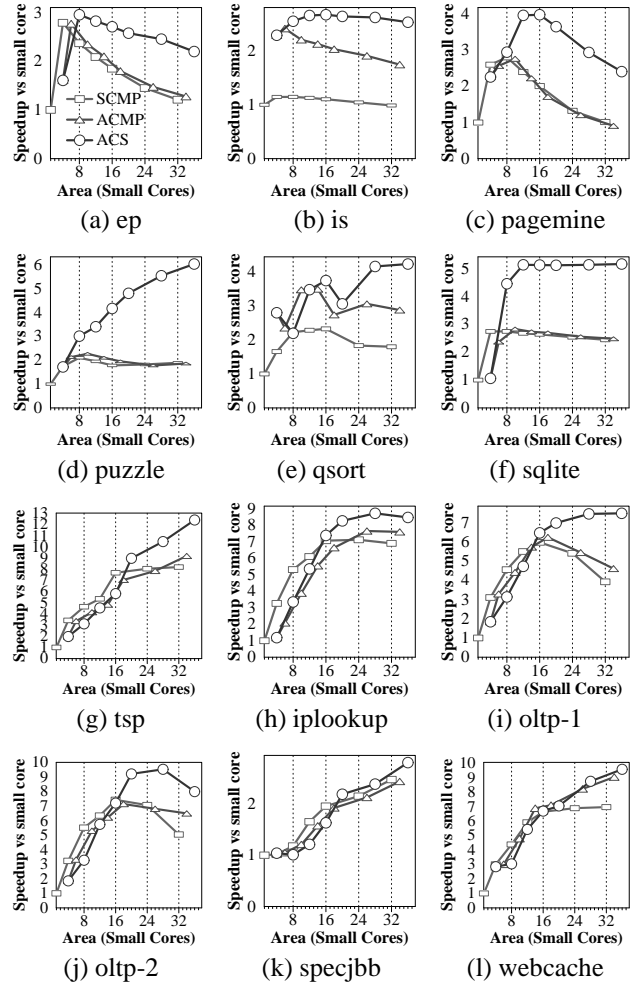 Speedup vs small core
3
2
1
0
SCMP
ACMP
ACS
8 16 24 32
Area (Small Cores)
(a) ep
Speedup vs small core
2
1
0
8 16 24 32
Area (Small Cores)
(b) is
Speedup vs small core
4
3
2
1
0
8 16 24 32
Area (Small Cores)
(c) pagemine
Speedup vs small core
6
5
4
3
2
1
0
8 16 24 32
Area (Small Cores)
(d) puzzle
Speedup vs small core
4
3
2
1
0
8 16 24 32
Area (Small Cores)
(e) qsort
Speedup vs small core
5
4
3
2
1
0
8 16 24 32
Area (Small Cores)
(f) sqlite
Speedup vs small core
13
12
11
10
9
8
7
6
5
4
3
2
1
0
8 16 24 32
Area (Small Cores)
(g) tsp
Speedup vs small core
9
8
7
6
5
4
3
2
1
0
8 16 24 32
Area (Small Cores)
(h) iplookup
Speedup vs small core
7
6
5
4
3
2
1
0
8 16 24 32
Area (Small Cores)
(i) oltp-1
Speedup vs small core
10
9
8
7
6
5
4
3
2
1
0
8 16 24 32
Area (Small Cores)
(j) oltp-2
Speedup vs small core
2
1
0
8 16 24 32
Area (Small Cores)
(k) specjbb
Speedup vs small core
10
9
8
7
6
5
4
3
2
1
0
8 16 24 32
Area (Small Cores)
(l) webcache